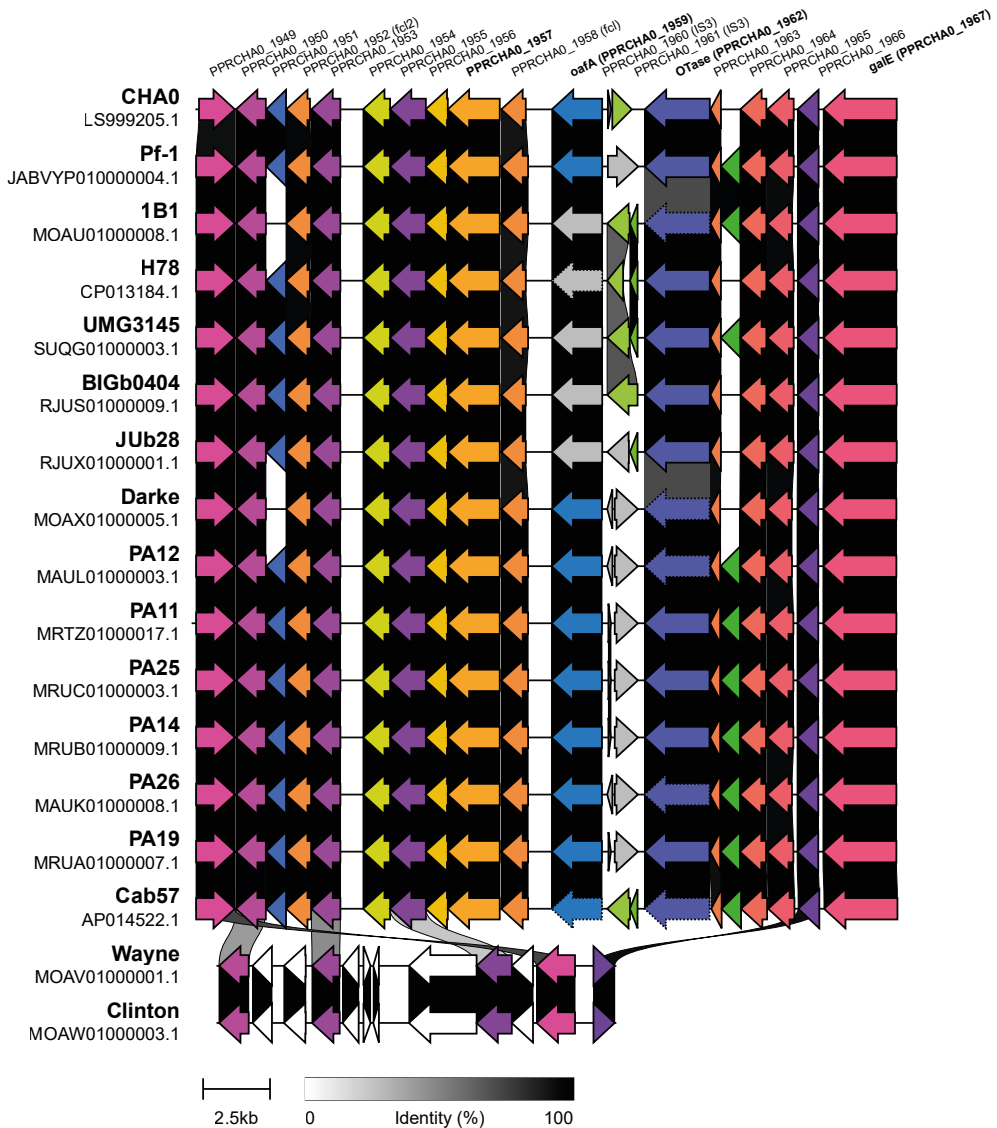 PPRCHA0_1949
PPRCHA0_1950
PPRCHA0_1951
PPRCHA0_1952 (fcl2)
PPRCHA0_1953
PPRCHA0_1954
PPRCHA0_1955
PPRCHA0_1956
PPRCHA0_1957
PPRCHA0_1958 (fcl)
oafA (PPRCHA0_1959)
PPRCHA0_1960 (IS3)
PPRCHA0_1961 (IS3)
OTase (PPRCHA0_1962)
PPRCHA0_1963
PPRCHA0_1964
PPRCHA0_1965
PPRCHA0_1966
galE (PPRCHA0_1967)
CHA0
LS999205.1
Pf-1
JABVYP010000004.1
1B1
MOAU01000008.1
H78
CP013184.1
UMG3145
SUQG01000003.1
BIGb0404
RJUS01000009.1
JUb28
RJUX01000001.1
Darke
MOAX01000005.1
PA12
MAUL01000003.1
PA11
MRTZ01000017.1
PA25
MRUC01000003.1
PA14
MRUB01000009.1
PA26
MAUK01000008.1
PA19
MRUA01000007.1
Cab57
AP014522.1
Wayne
MOAV01000001.1
Clinton
MOAW01000003.1
2.5kb
0 Identity (%) 100